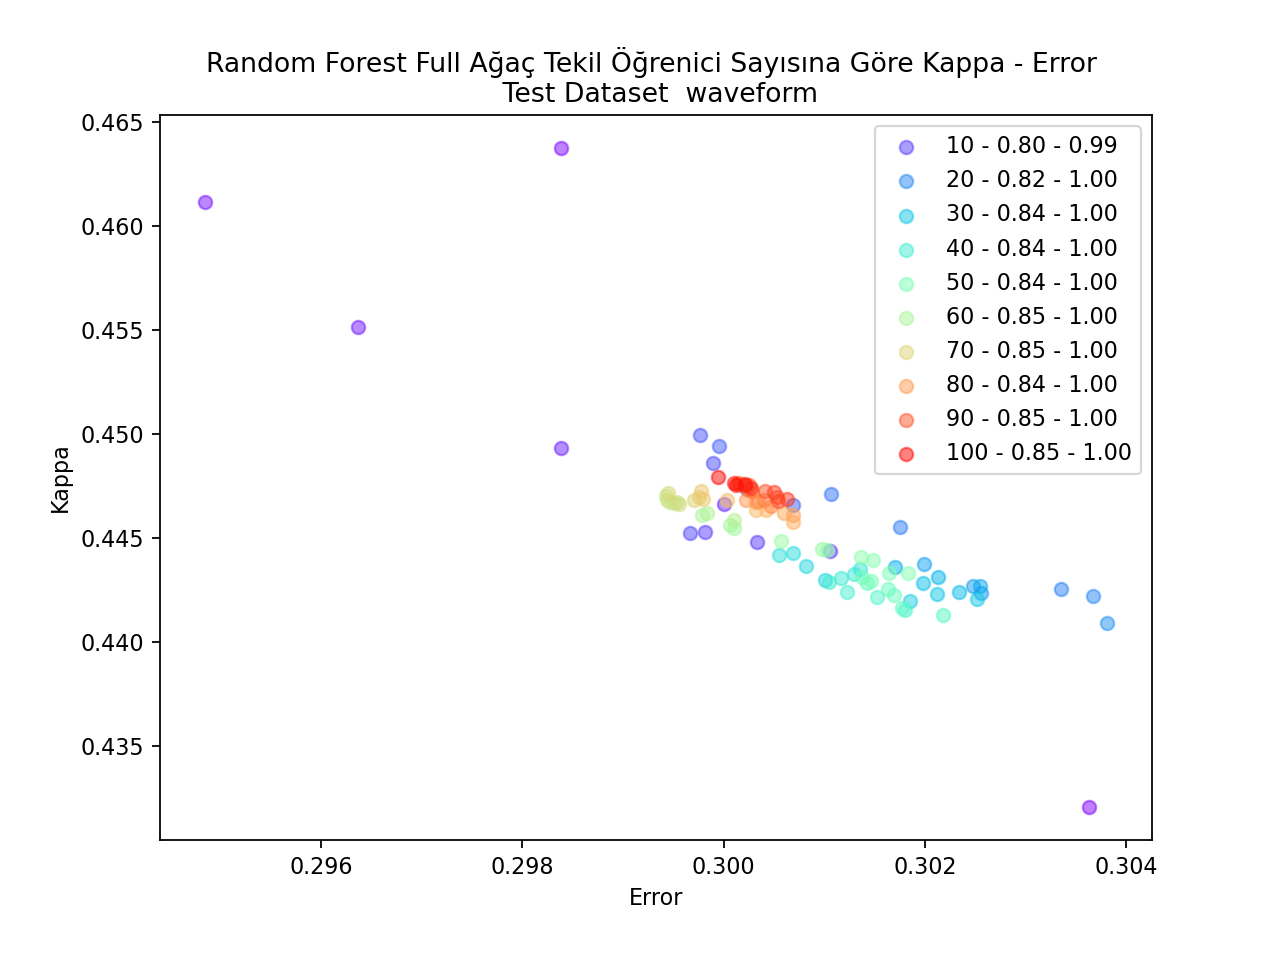 Random Forest Full Ağaç Tekil Öğrenici Sayısına Göre Kappa - Error
Test Dataset  waveform
0.465
0.460
0.455
0.450
0.445
0.440
0.435
Kappa
10 - 0.80 - 0.99
20 - 0.82 - 1.00
30 - 0.84 - 1.00
40 - 0.84 - 1.00
50 - 0.84 - 1.00
60 - 0.85 - 1.00
70 - 0.85 - 1.00
80 - 0.84 - 1.00
90 - 0.85 - 1.00
100 - 0.85 - 1.00
0.296 0.298 0.300 0.302 0.304
Error